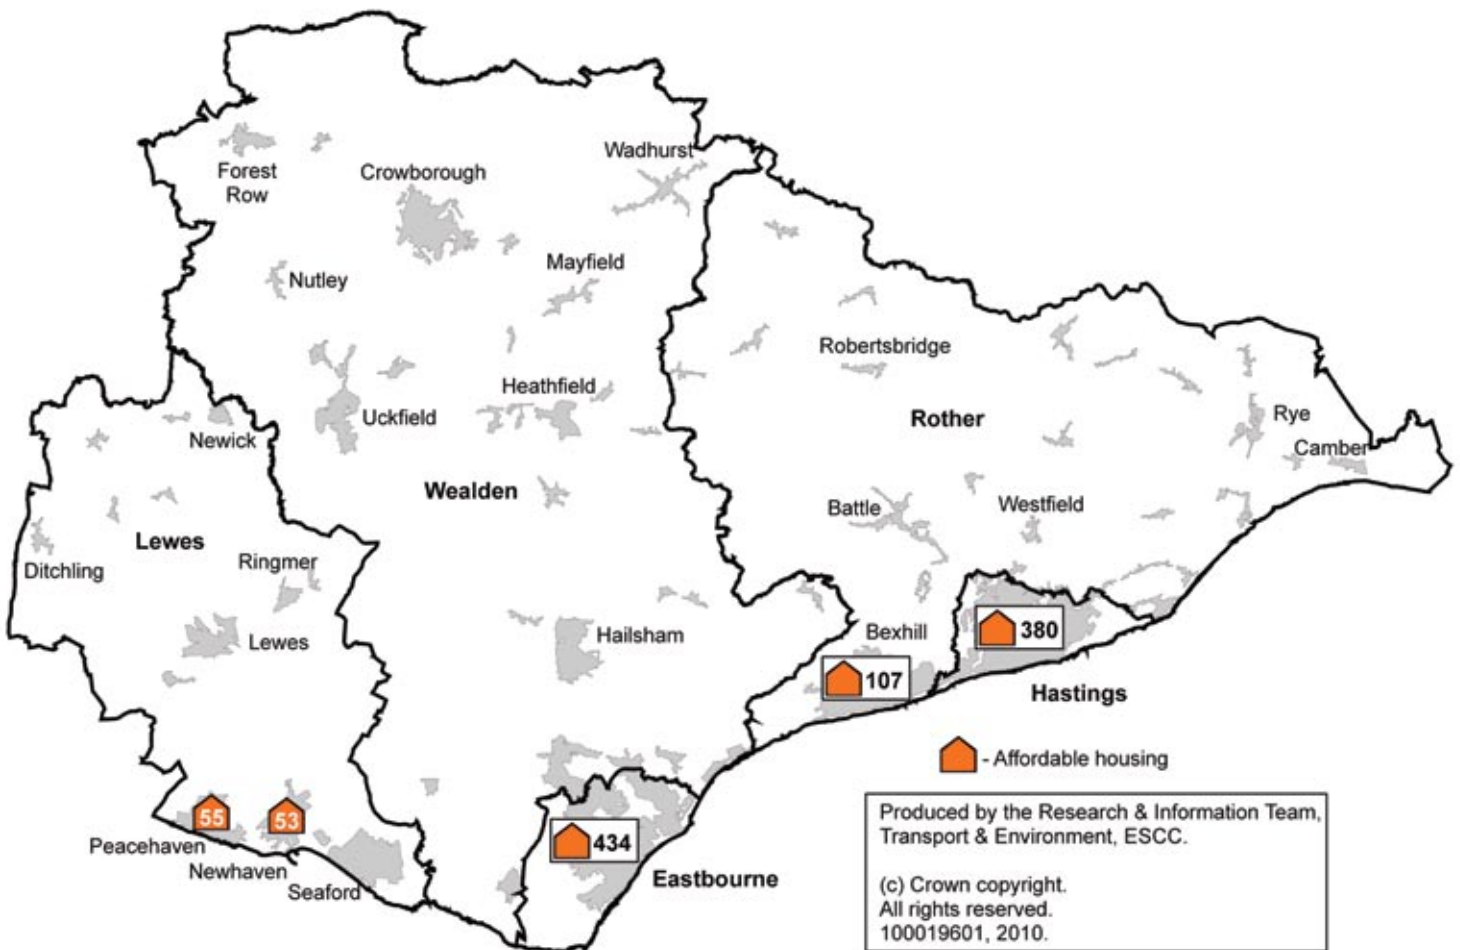 Wadhurst
Forest
Row
Crowborough
Mayfield
Nutley
Robertsbridge
Heathfield
Uckfield
Rother
Rye
Newick
Camber
Wealden
Battle
Westfield
Lewes
Ringmer
Ditchling
Lewes
Hailsham
Bexhill
380
107
Hastings
- Affordable housing
55
53
434
Peacehaven
Newhaven
Seaford
Eastbourne
Produced by the Research & Information Team,
Transport & Environment, ESCC.
(c) Crown copyright.
All rights reserved.
100019601, 2010.